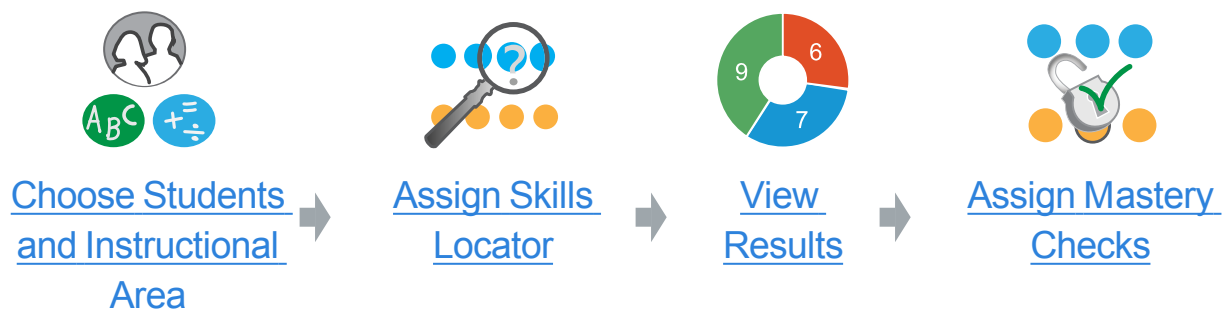 ABC
+=÷
?
9
6
7
Choose Students
and Instructional
Area
Assign Skills
Locator
View
Results
Assign Mastery
Checks